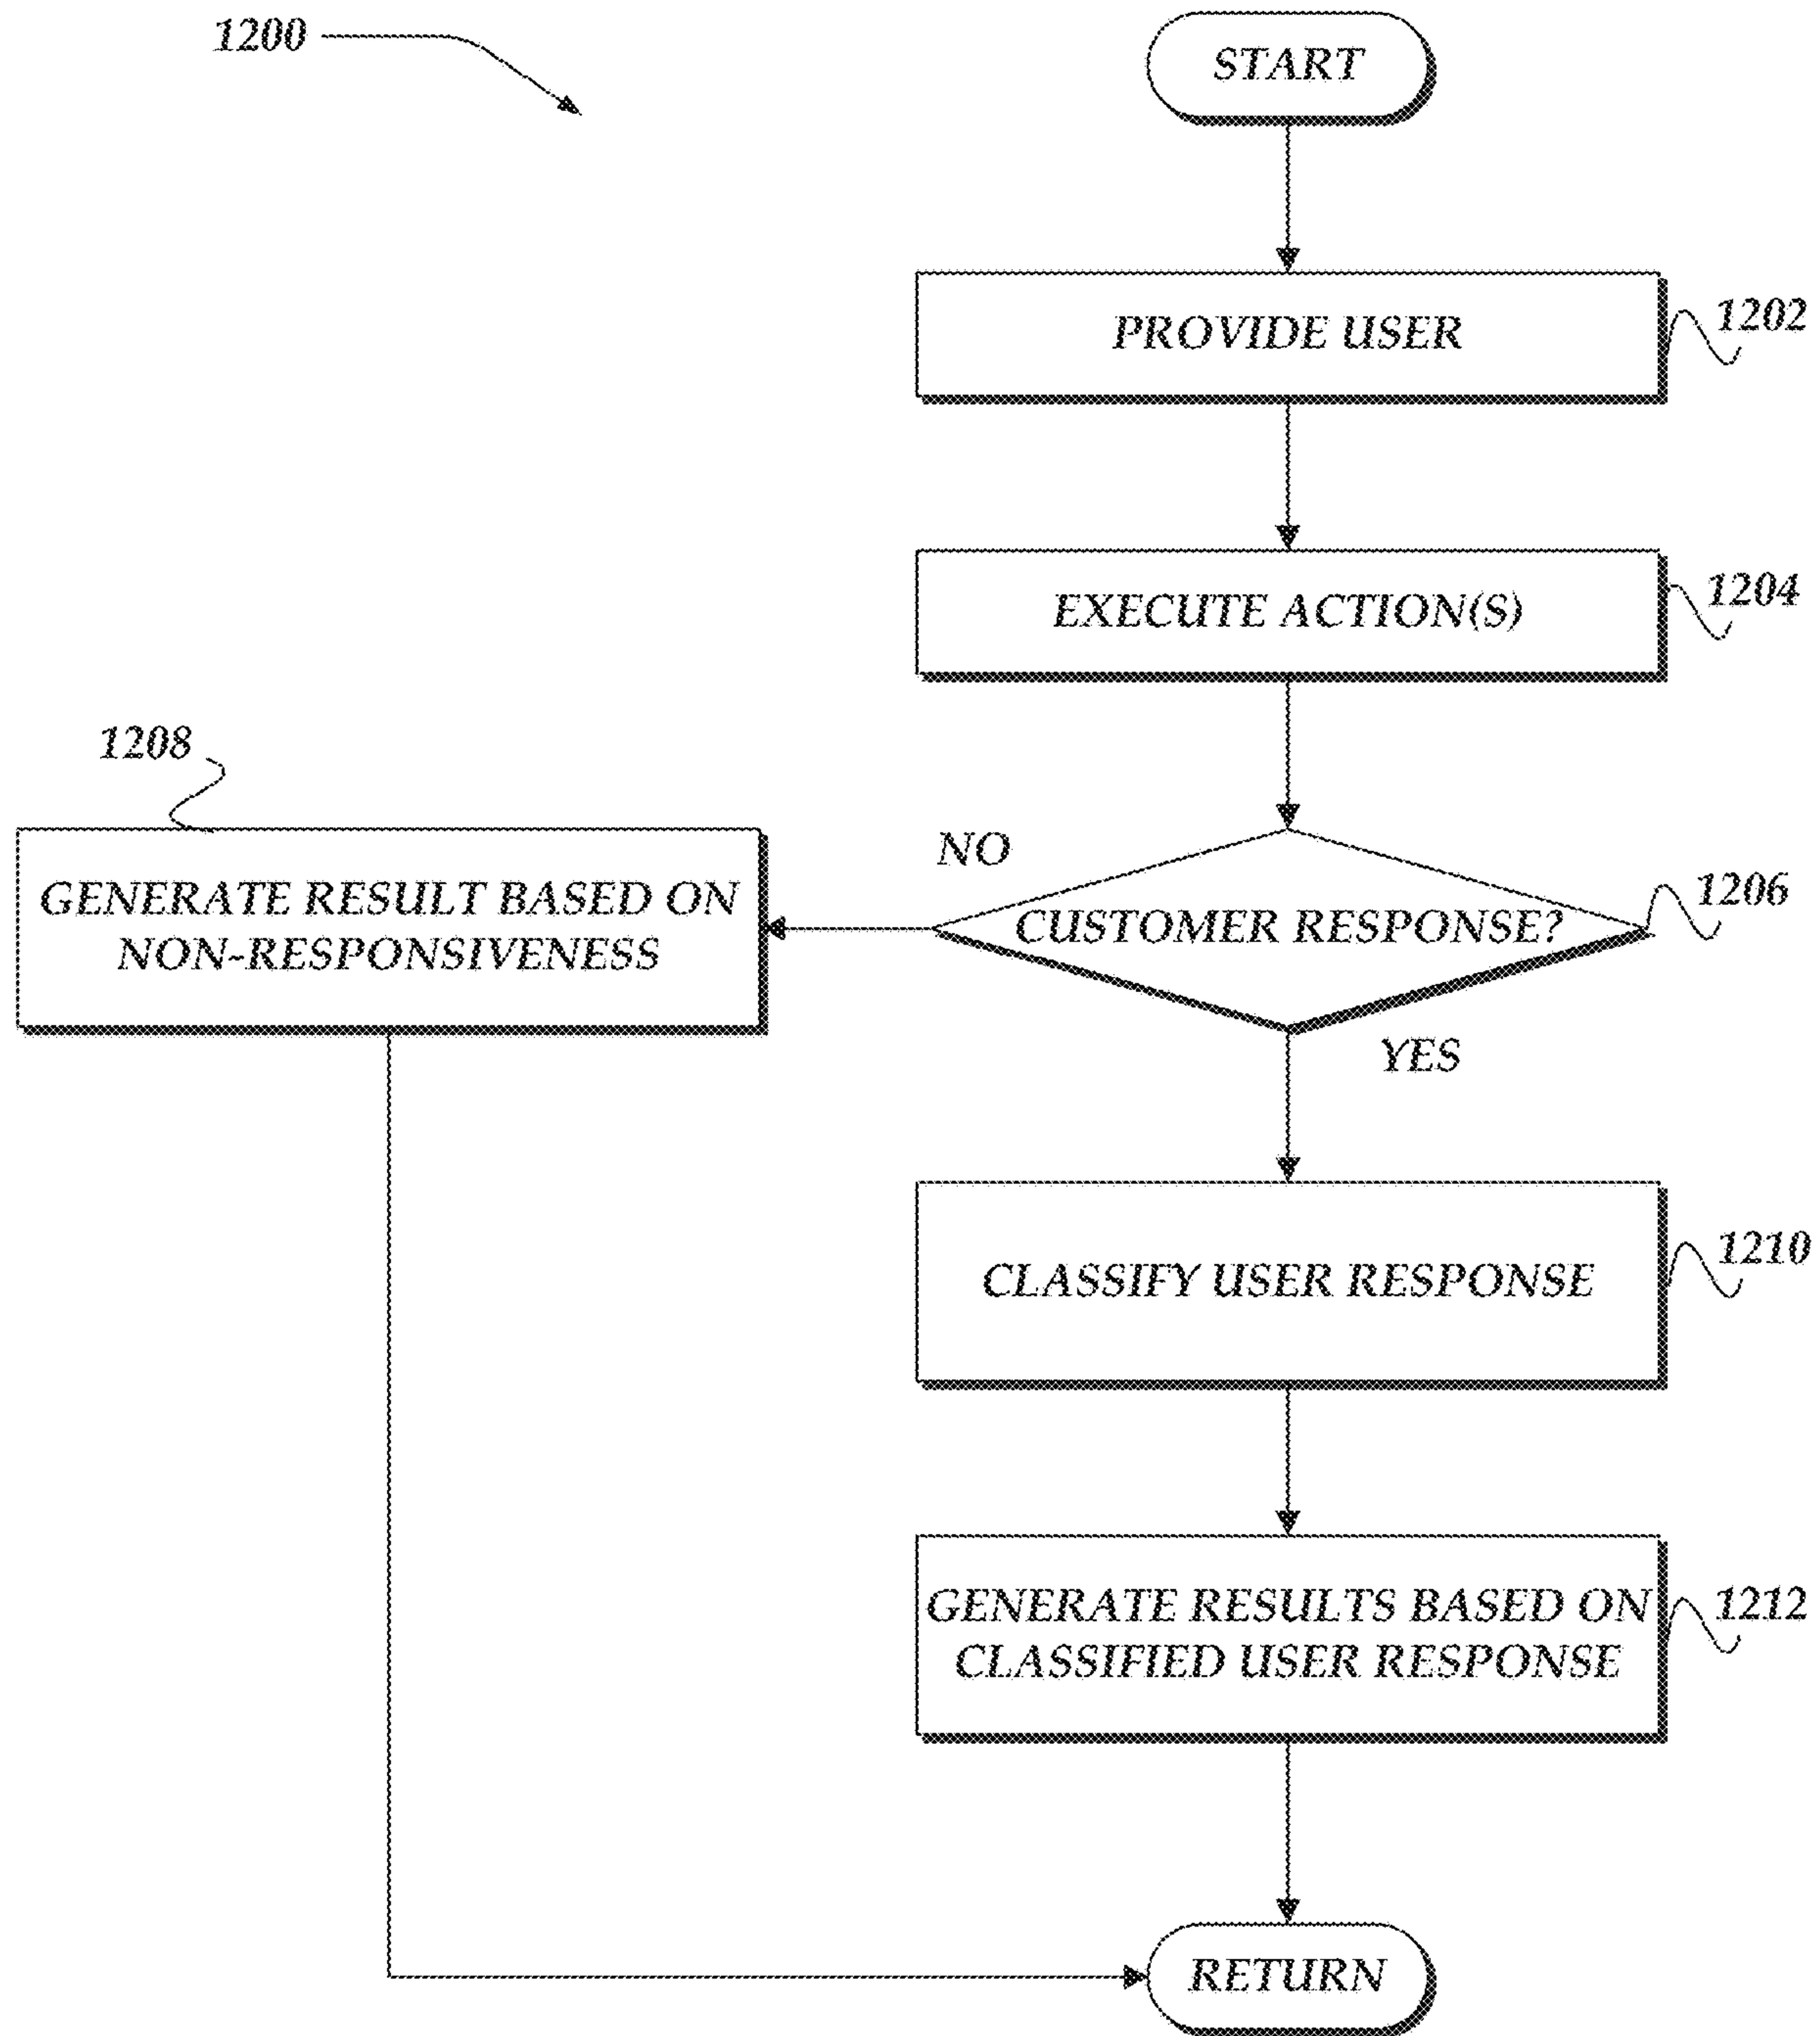 1200
START
PROVIDE USER
1202
EXECUTE ACTION(S)
1204
1208
GENERATE RESULT BASED ON
NON-RESPONSIVENESS
NO
CUSTOMER RESPONSE?
1206
YES
CLASSIFY USER RESPONSE
1210
GENERATE RESULTS BASED ON
CLASSIFIED USER RESPONSE
1212
RETURN